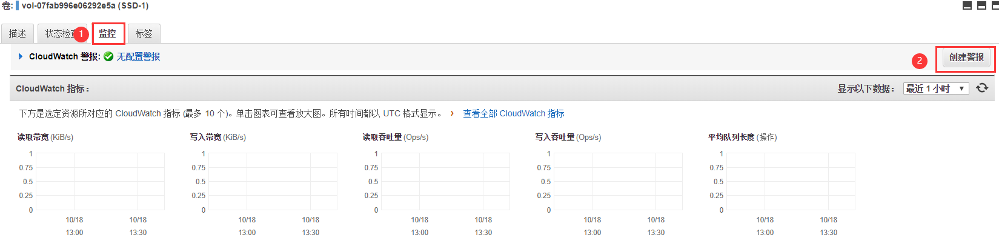 卷: vol-07fab996e06292e5a (SSD-1)
描述 状态检查 1 监控 标签
CloudWatch 警报: 无配置警报 2 创建警报
CloudWatch 指标: 显示以下数据: 最近 1 小时
下方是选定资源所对应的 CloudWatch 指标 (最多 10 个)。单击图表可查看放大图。所有时间都以 UTC 格式显示。 › 查看全部 CloudWatch 指标
读取带宽 (KiB/s) 写入带宽 (KiB/s) 读取吞吐量 (Ops/s) 写入吞吐量 (Ops/s) 平均队列长度 (操作)
1 1 1 1 1
0.75 0.75 0.75 0.75 0.75
0.5 0.5 0.5 0.5 0.5
0.25 0.25 0.25 0.25 0.25
0 0 0 0 0
10/18 10/18 10/18 10/18 10/18 10/18 10/18 10/18 10/18 10/18
13:00 13:30 13:00 13:30 13:00 13:30 13:00 13:30 13:00 13:30